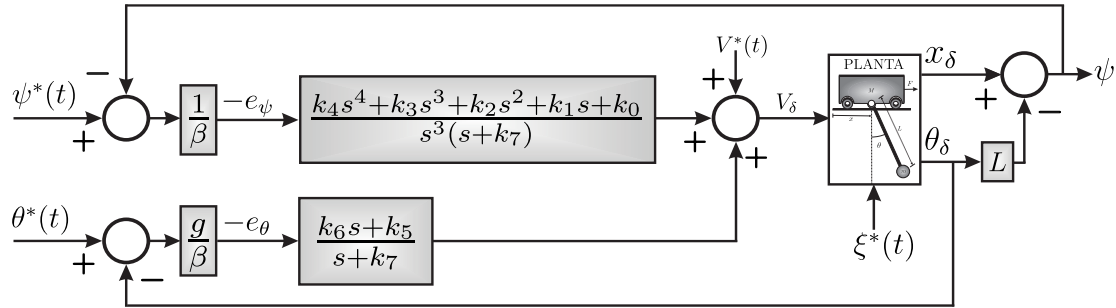 ψ*(t)
1/β
−e_ψ
k₄s⁴+k₃s³+k₂s²+k₁s+k₀
s³(s+k₇)
V*(t)
V_δ
PLANTA
M
F
x
L
θ
x_δ
θ_δ
L
ψ
ξ*(t)
θ*(t)
g/β
−e_θ
k₆s+k₅
s+k₇